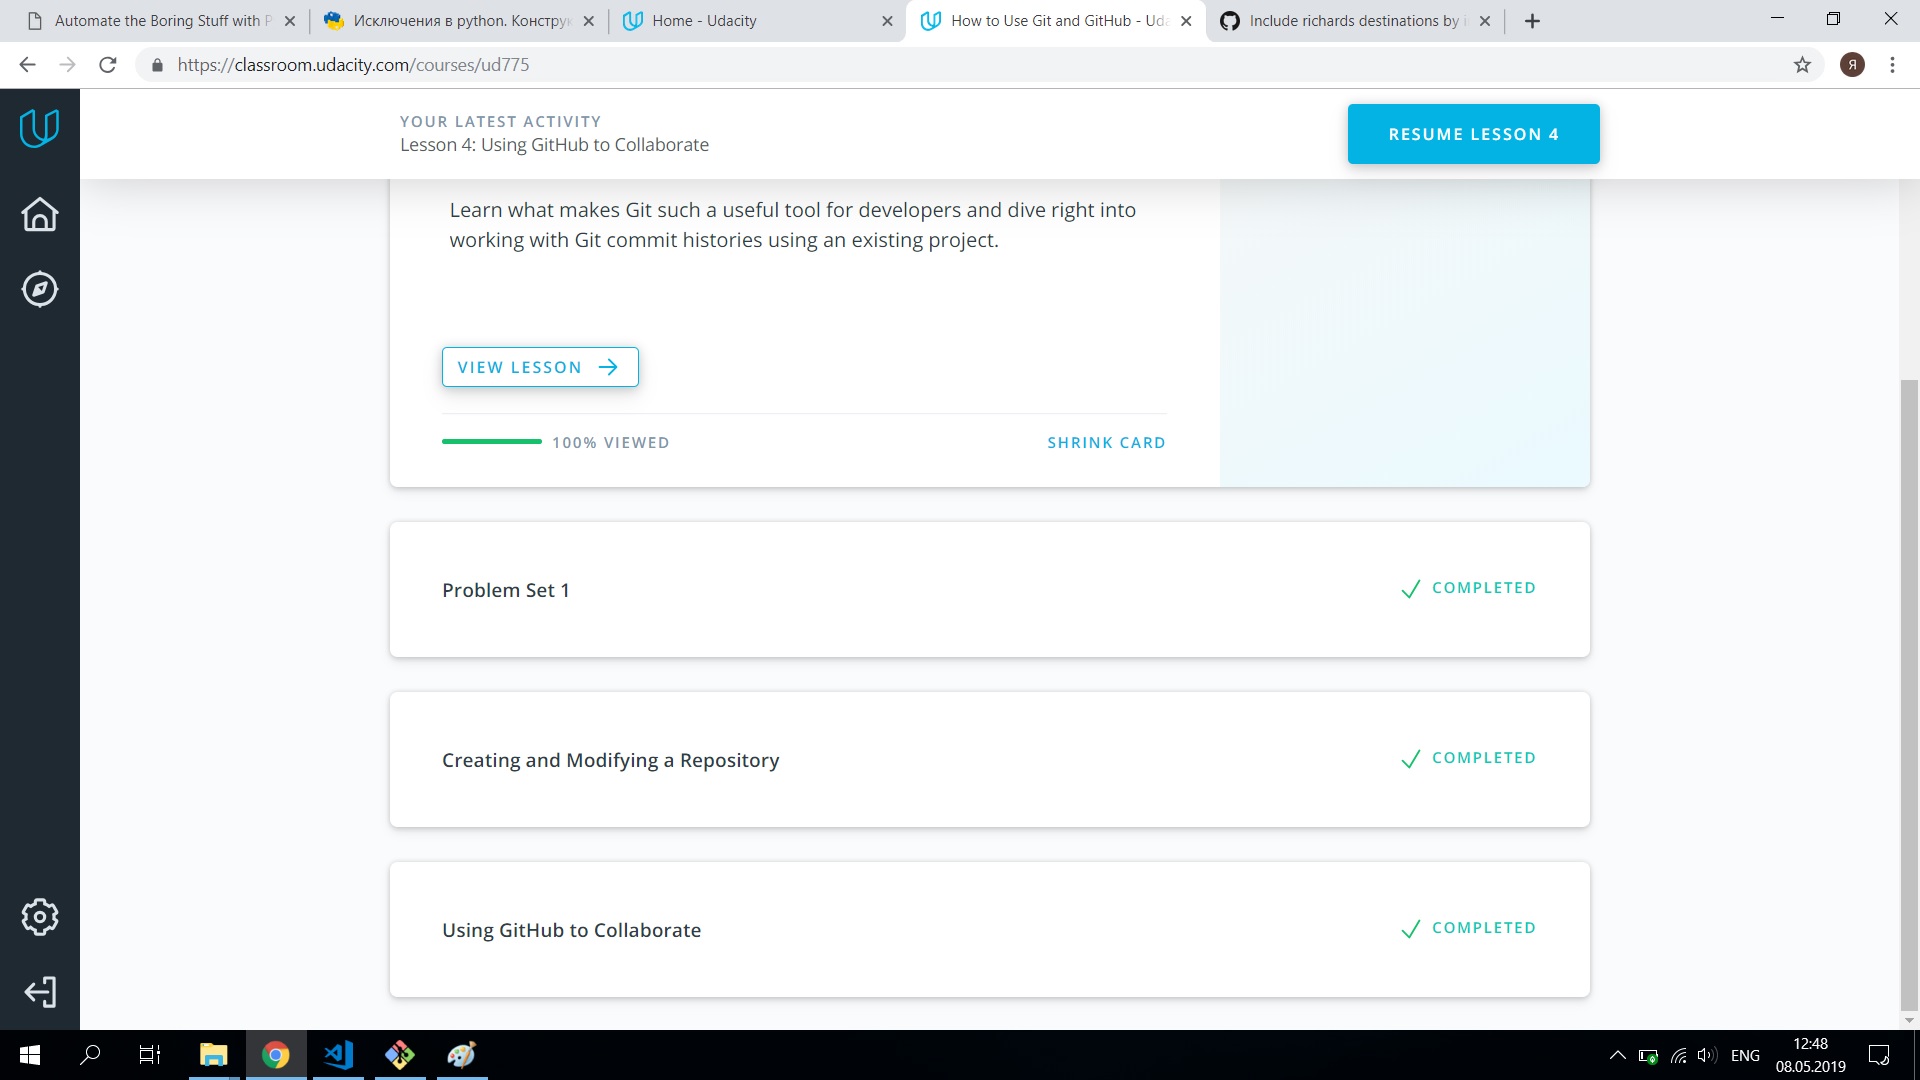 Automate the Boring Stuff with P
Исключения в python. Конструк
Home - Udacity
How to Use Git and GitHub - Uda
Include richards destinations by i
https://classroom.udacity.com/courses/ud775
Я
YOUR LATEST ACTIVITY
Lesson 4: Using GitHub to Collaborate
RESUME LESSON 4
Learn what makes Git such a useful tool for developers and dive right into
working with Git commit histories using an existing project.
VIEW LESSON
100% VIEWED
SHRINK CARD
Problem Set 1
COMPLETED
Creating and Modifying a Repository
COMPLETED
Using GitHub to Collaborate
COMPLETED
ENG
12:48
08.05.2019